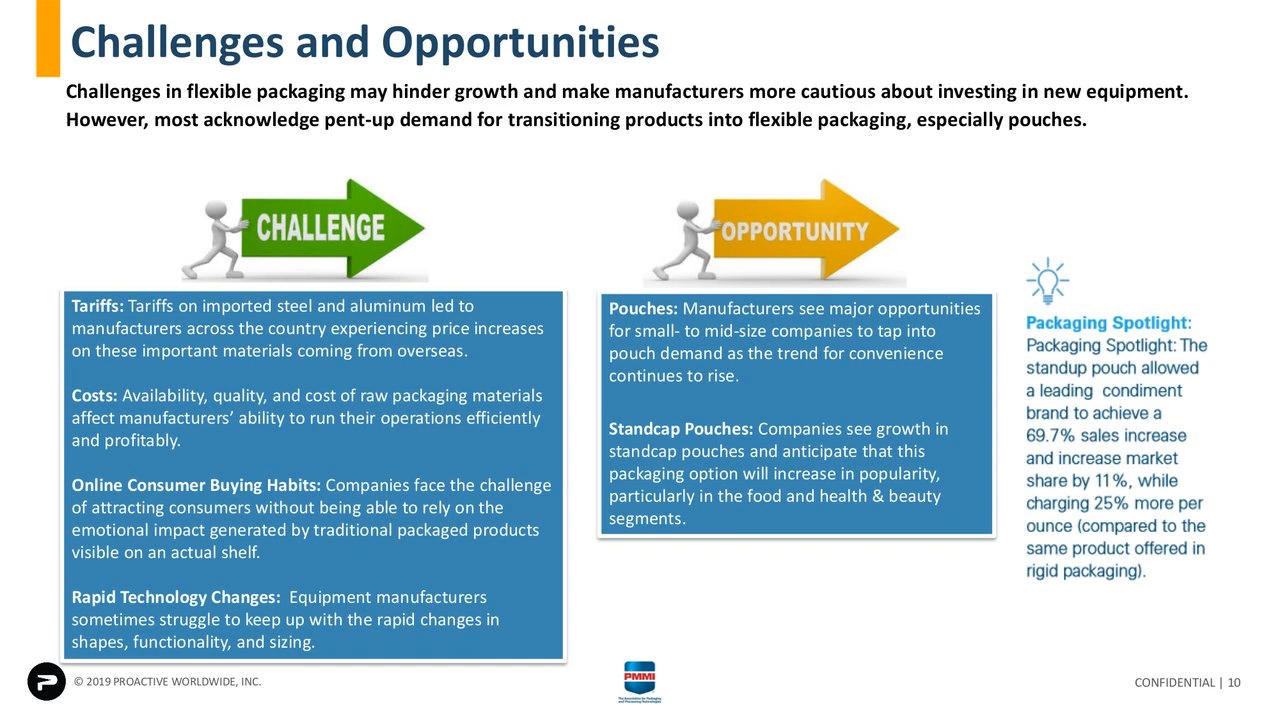 Challenges and Opportunities
Challenges in flexible packaging may hinder growth and make manufacturers more cautious about investing in new equipment.
However, most acknowledge pent-up demand for transitioning products into flexible packaging, especially pouches.
CHALLENGE
Tariffs: Tariffs on imported steel and aluminum led to
manufacturers across the country experiencing price increases
on these important materials coming from overseas.
Costs: Availability, quality, and cost of raw packaging materials
affect manufacturers’ ability to run their operations efficiently
and profitably.
Online Consumer Buying Habits: Companies face the challenge
of attracting consumers without being able to rely on the
emotional impact generated by traditional packaged products
visible on an actual shelf.
Rapid Technology Changes:  Equipment manufacturers
sometimes struggle to keep up with the rapid changes in
shapes, functionality, and sizing.
OPPORTUNITY
Pouches: Manufacturers see major opportunities
for small- to mid-size companies to tap into
pouch demand as the trend for convenience
continues to rise.
Standcap Pouches: Companies see growth in
standcap pouches and anticipate that this
packaging option will increase in popularity,
particularly in the food and health & beauty
segments.
Packaging Spotlight:
Packaging Spotlight: The
standup pouch allowed
a leading condiment
brand to achieve a
69.7% sales increase
and increase market
share by 11%, while
charging 25% more per
ounce (compared to the
same product offered in
rigid packaging).
© 2019 PROACTIVE WORLDWIDE, INC.
PMMI
The Association for Packaging
and Processing Technologies
CONFIDENTIAL | 10